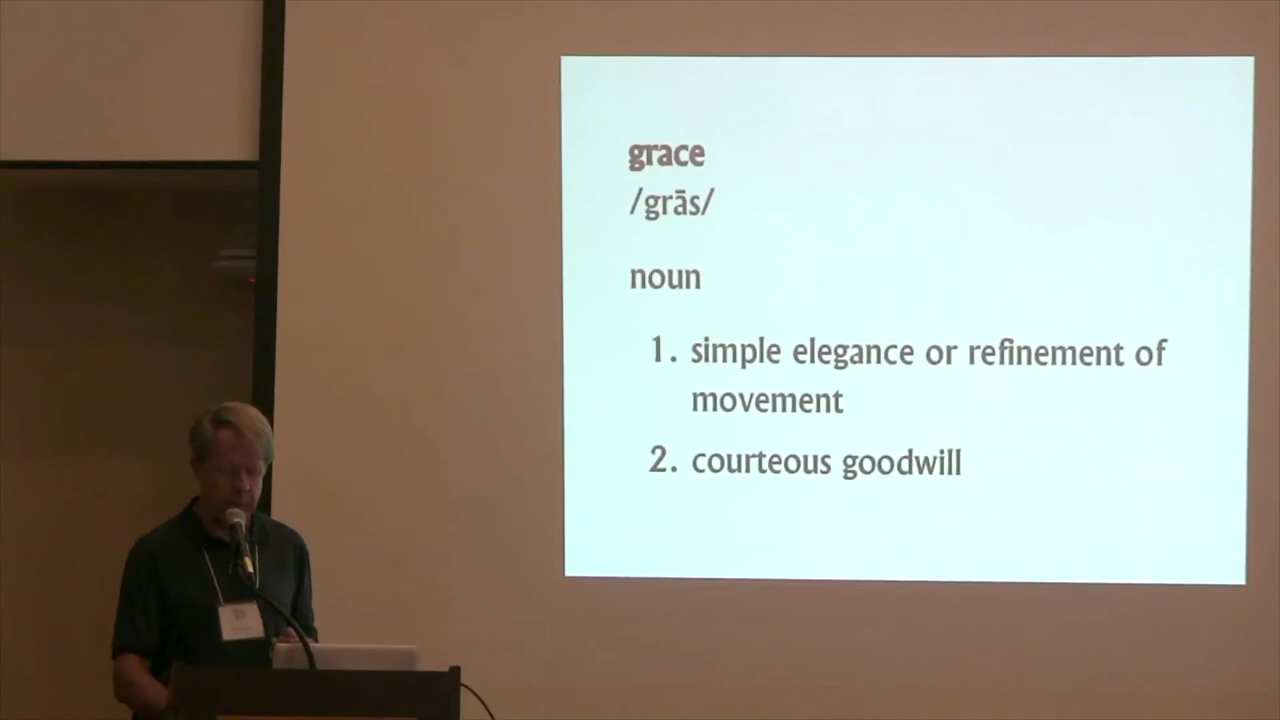 grace
/grās/
noun
1. simple elegance or refinement of
movement
2. courteous goodwill